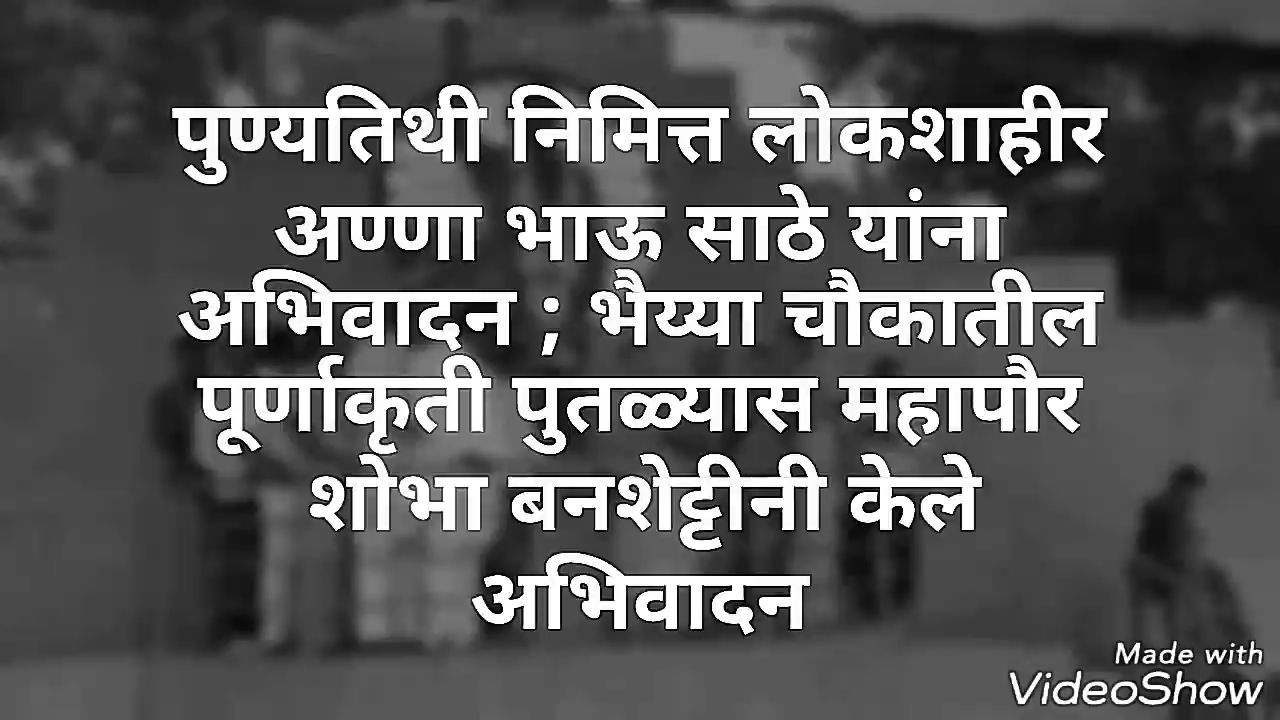 पुण्यतिथी निमित्त लोकशाहीर
अण्णा भाऊ साठे यांना
अभिवादन ; भैय्या चौकातील
पूर्णाकृती पुतळ्यास महापौर
शोभा बनशेट्टीनी केले
अभिवादन
Made with
VideoShow